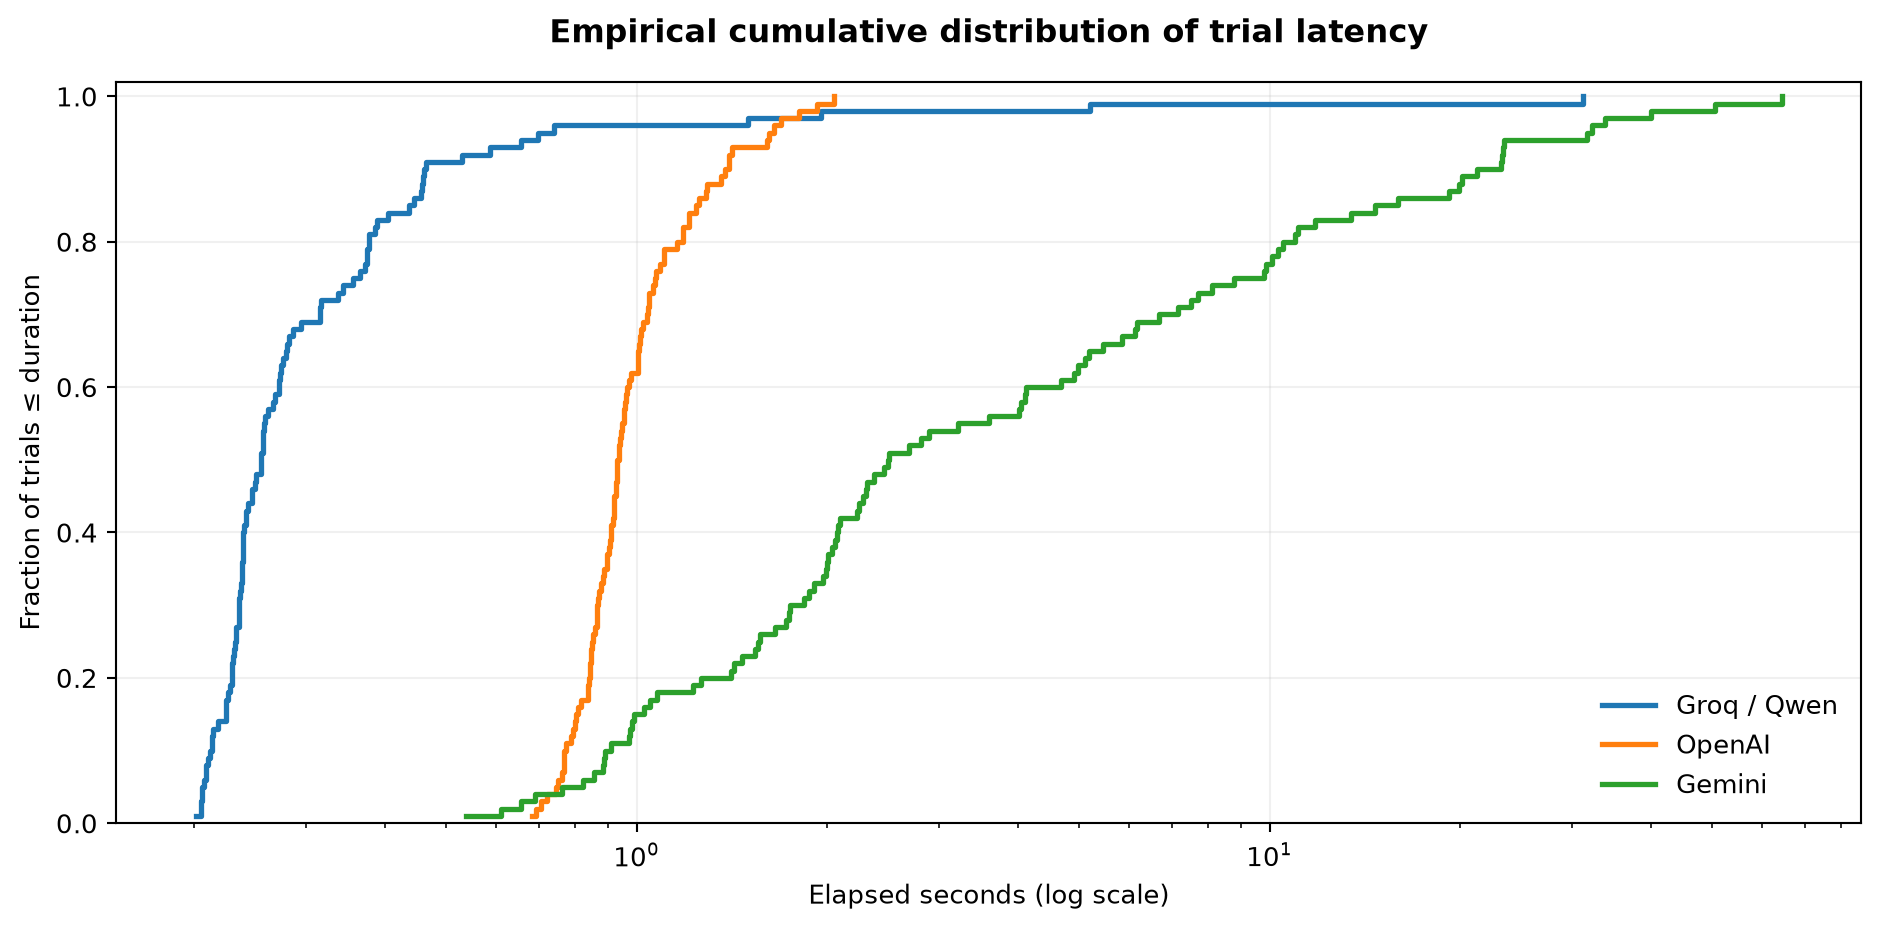 Empirical cumulative distribution of trial latency
Fraction of trials ≤ duration
1.0
0.8
0.6
0.4
0.2
0.0
Groq / Qwen
OpenAI
Gemini
10⁰
10¹
Elapsed seconds (log scale)